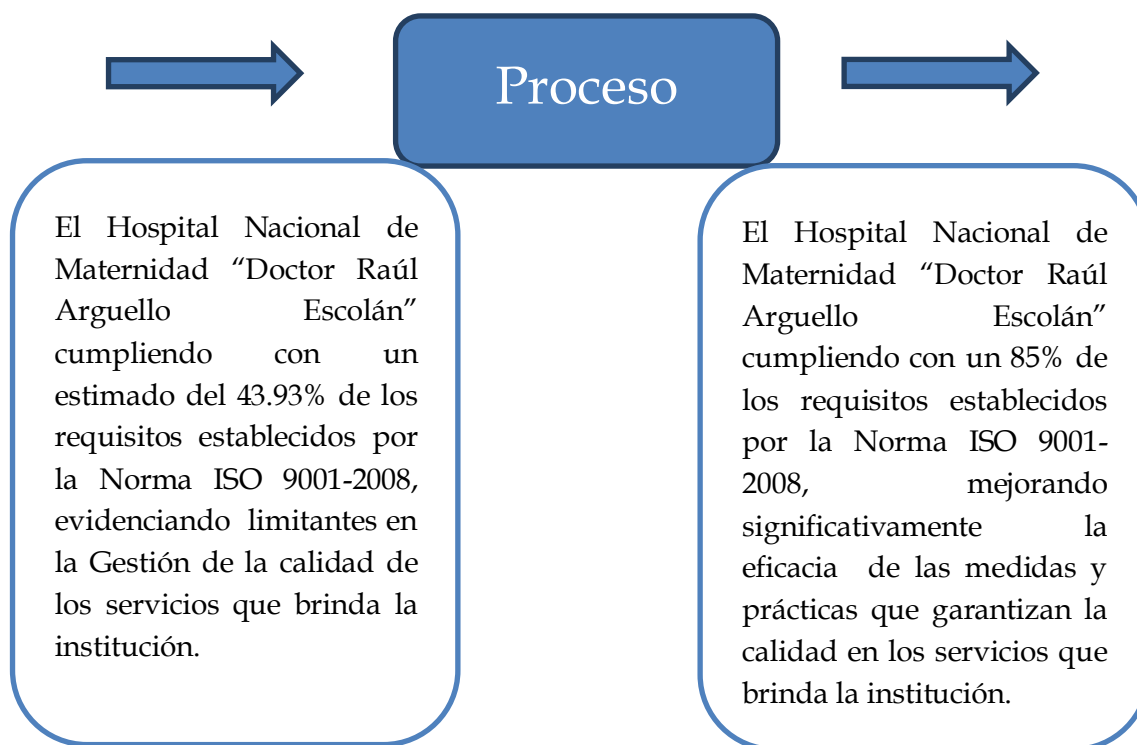 Proceso
El Hospital Nacional de
Maternidad “Doctor Raúl
Arguello Escolán”
cumpliendo con un
estimado del 43.93% de los
requisitos establecidos por
la Norma ISO 9001-2008,
evidenciando limitantes en
la Gestión de la calidad de
los servicios que brinda la
institución.
El Hospital Nacional de
Maternidad “Doctor Raúl
Arguello Escolán”
cumpliendo con un 85% de
los requisitos establecidos
por la Norma ISO 9001-
2008, mejorando
significativamente la
eficacia de las medidas y
prácticas que garantizan la
calidad en los servicios que
brinda la institución.